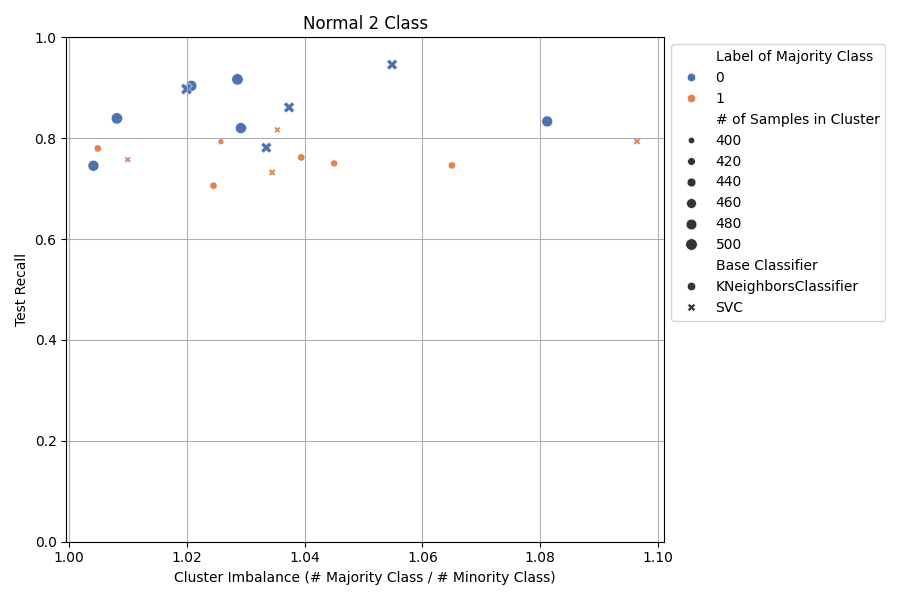 Normal 2 Class
1.0
0.8
0.6
0.4
0.2
0.0
Test Recall
1.00
1.02
1.04
1.06
1.08
1.10
Cluster Imbalance (# Majority Class / # Minority Class)
Label of Majority Class
0
1
# of Samples in Cluster
400
420
440
460
480
500
Base Classifier
KNeighborsClassifier
SVC